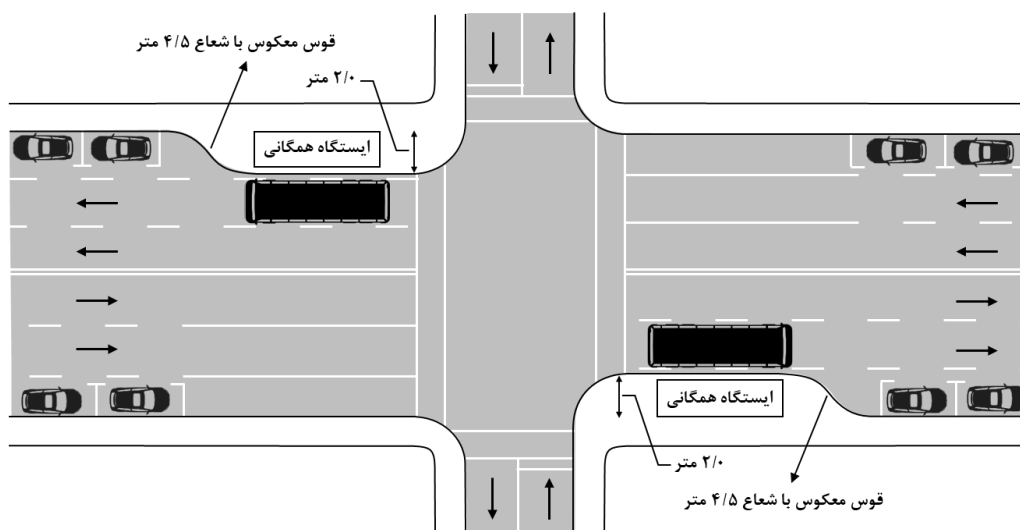 قوس معکوس با شعاع ۴/۵ متر
۲/۰ متر
ایستگاه همگانی
ایستگاه همگانی
۲/۰ متر
قوس معکوس با شعاع ۴/۵ متر